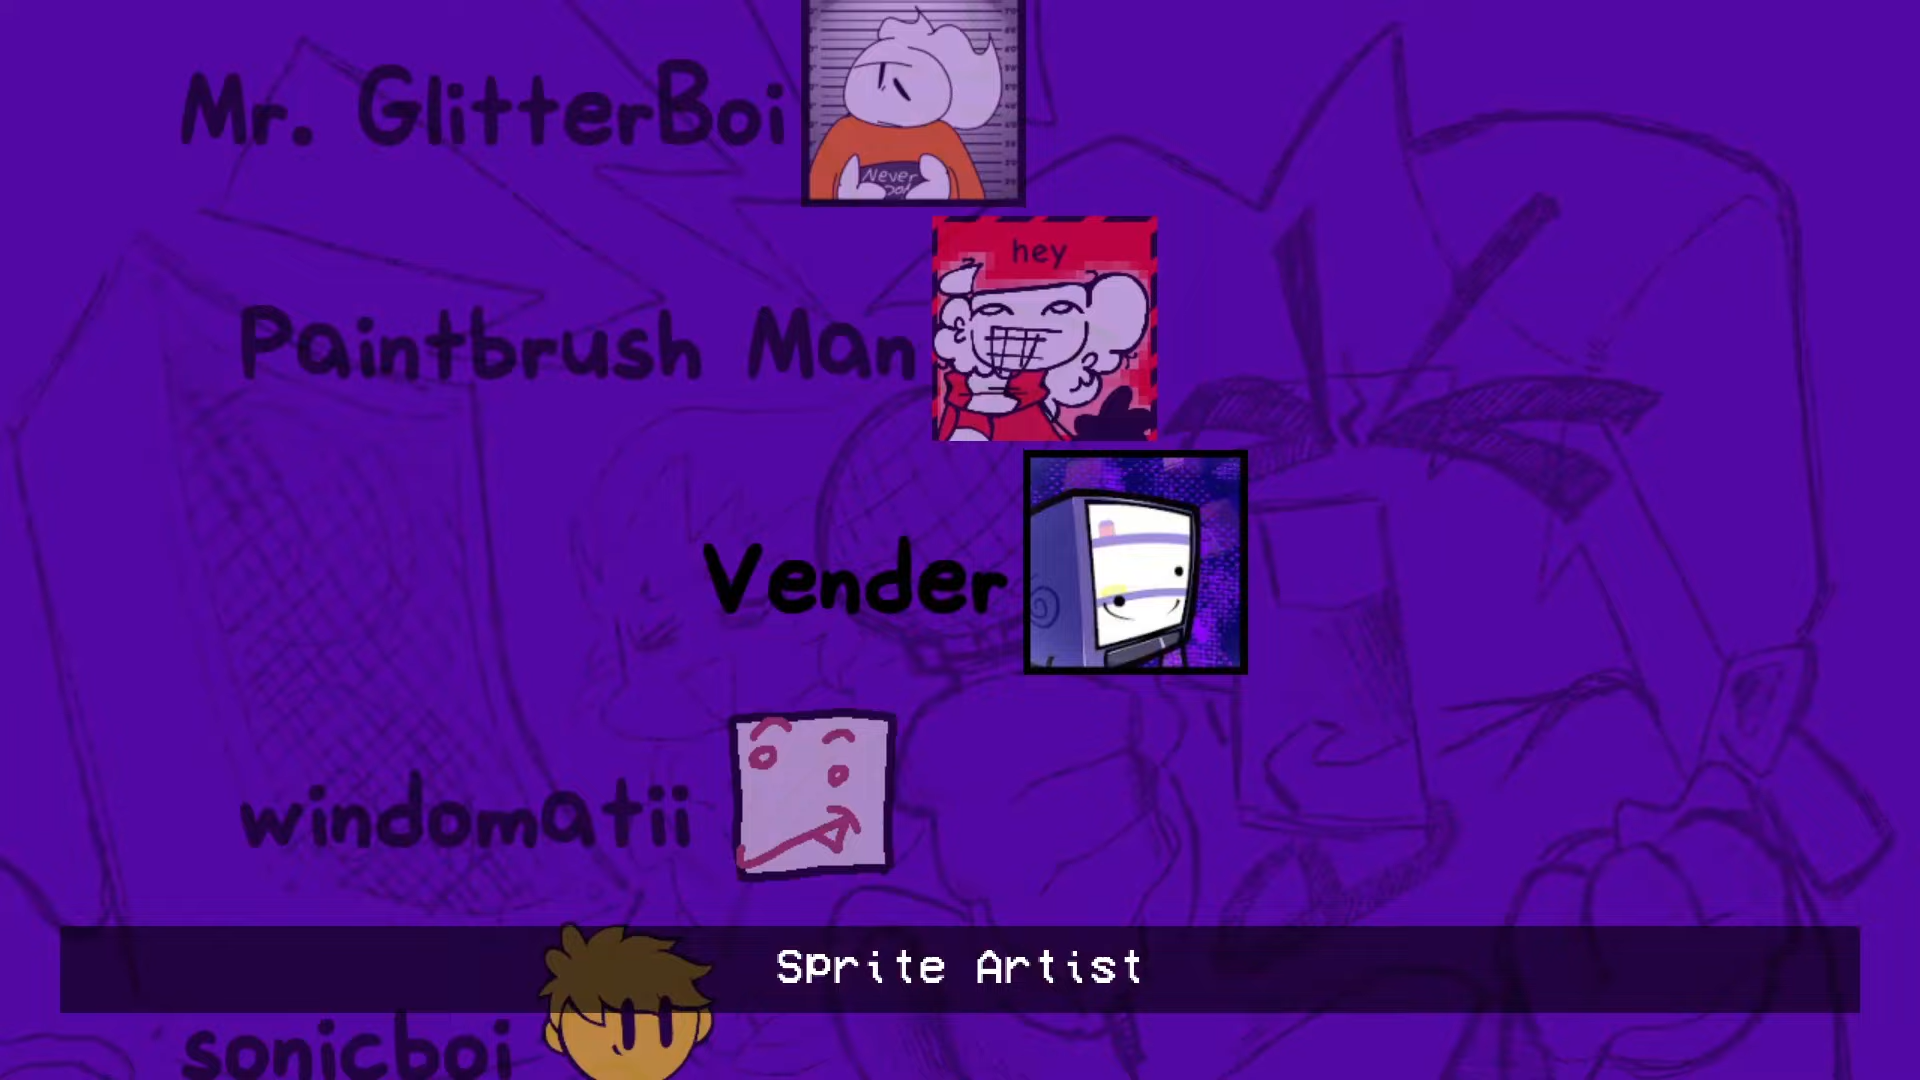 Mr. GlitterBoi
Never
hey
Paintbrush Man
Vender
windomatii
Sprite Artist
sonicboi